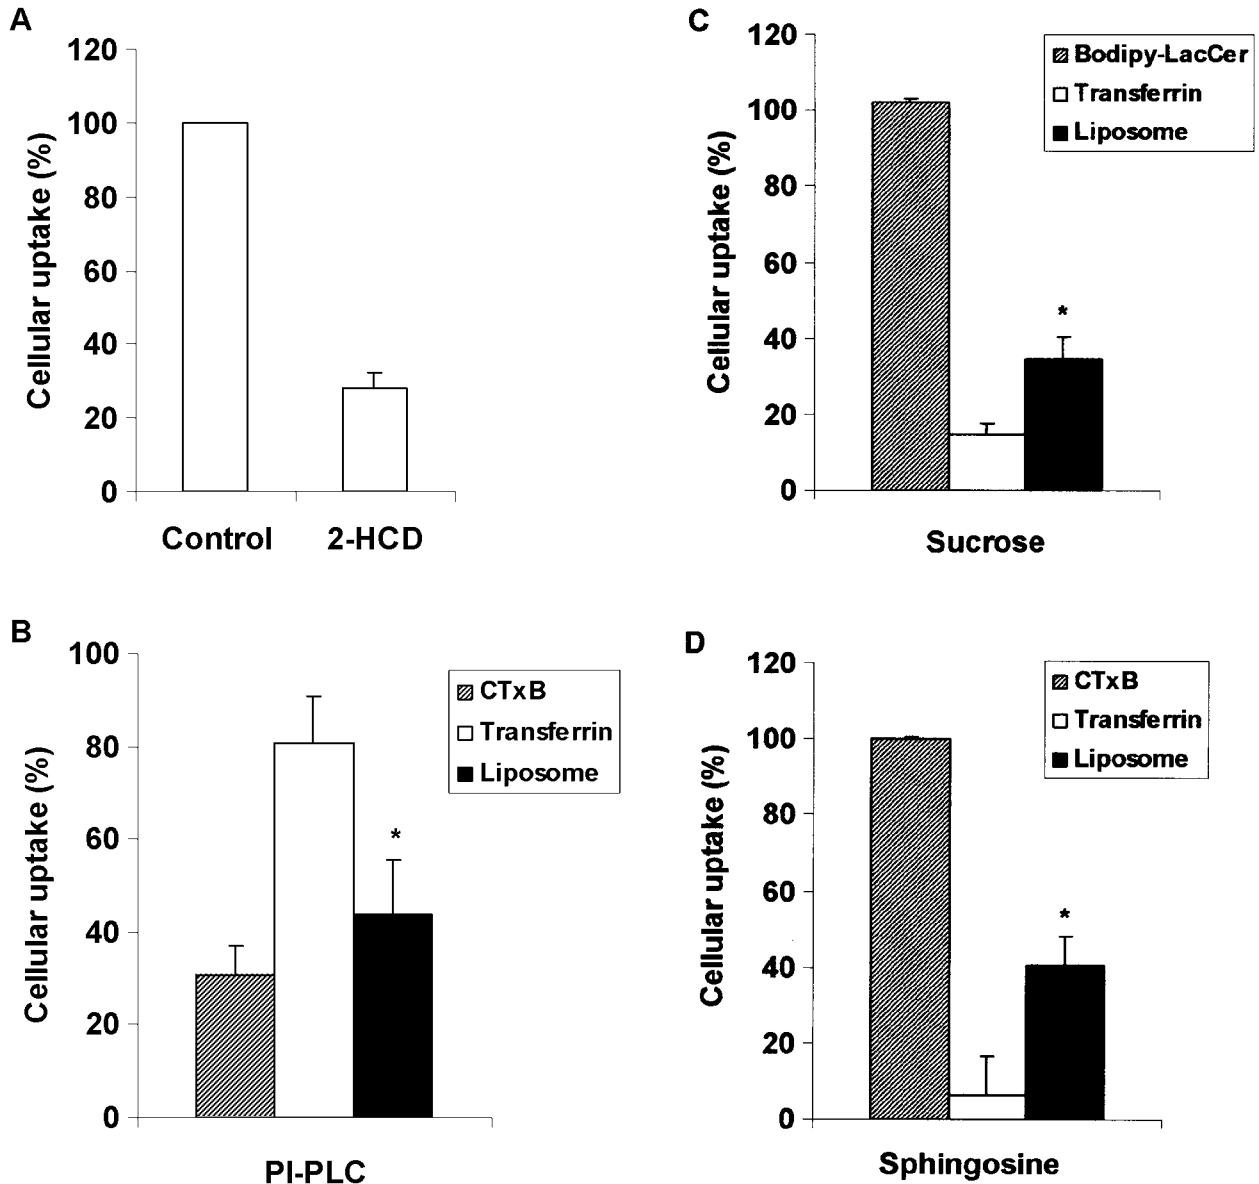 A
120
100
80
60
40
20
0
Cellular uptake (%)
Control 2-HCD
B
100
80
60
40
20
0
Cellular uptake (%)
CTxB
Transferrin
Liposome
*
PI-PLC
C
120
100
80
60
40
20
0
Cellular uptake (%)
Bodipy-LacCer
Transferrin
Liposome
*
Sucrose
D
120
100
80
60
40
20
0
Cellular uptake (%)
CTxB
Transferrin
Liposome
*
Sphingosine